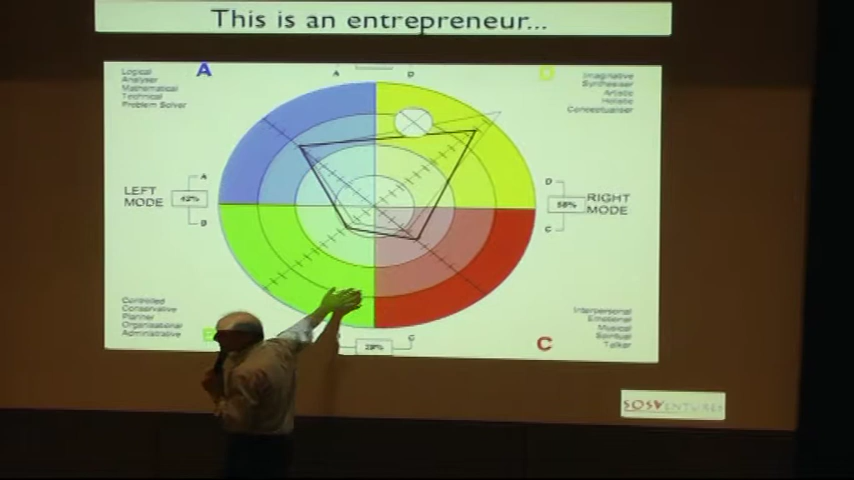 This is an entrepreneur...
Logical
Analyser
Mathematical
Technical
Problem Solver
A
A
D
D
Imaginative
Synthesiser
Artistic
Holistic
Conceptualiser
LEFT
MODE
A
42%
B
D
58%
C
RIGHT
MODE
Controlled
Conservative
Planner
Organisational
Administrative
B
C
Interpersonal
Emotional
Musical
Spiritual
Talker
C
SOSVENTURES